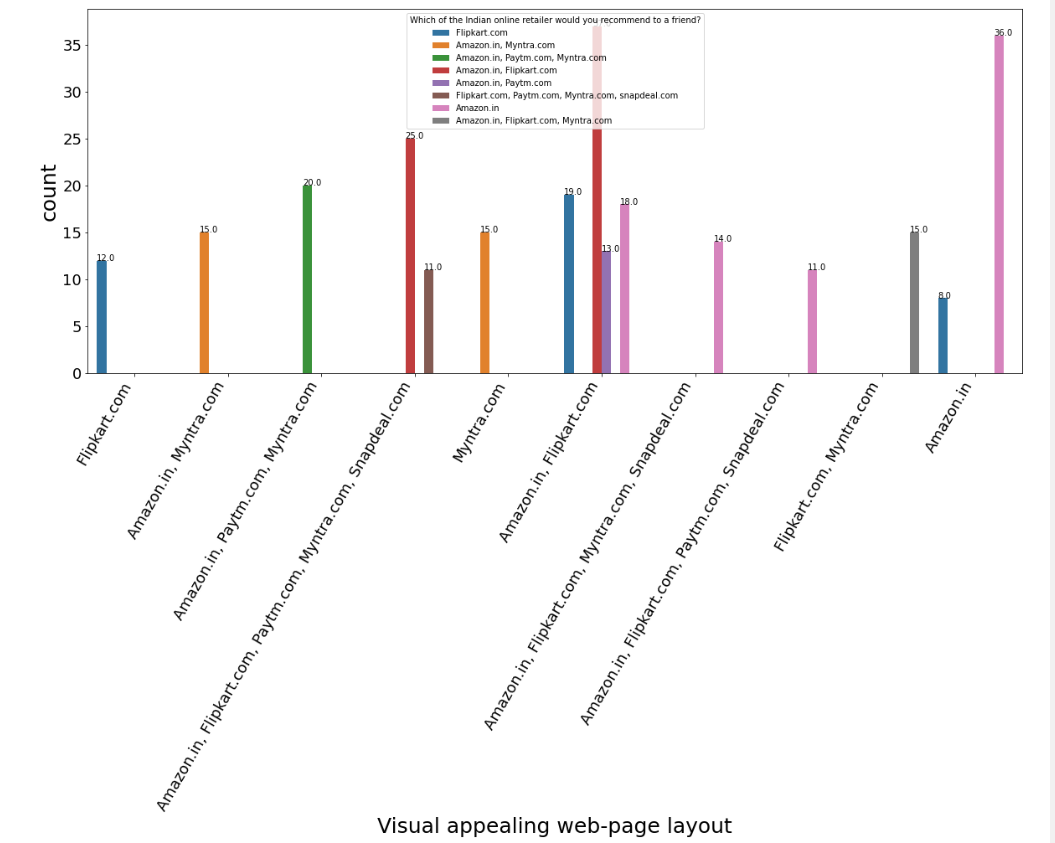 Which of the Indian online retailer would you recommend to a friend?
Flipkart.com
Amazon.in, Myntra.com
Amazon.in, Paytm.com, Myntra.com
Amazon.in, Flipkart.com
Amazon.in, Paytm.com
Flipkart.com, Paytm.com, Myntra.com, snapdeal.com
Amazon.in
Amazon.in, Flipkart.com, Myntra.com
count
35
30
25
20
15
10
5
0
12.0
15.0
20.0
25.0
11.0
15.0
19.0
13.0
18.0
14.0
11.0
15.0
8.0
36.0
Flipkart.com
Amazon.in, Myntra.com
Amazon.in, Paytm.com, Myntra.com
Amazon.in, Flipkart.com, Paytm.com, Myntra.com, Snapdeal.com
Myntra.com
Amazon.in, Flipkart.com
Amazon.in, Flipkart.com, Myntra.com, Snapdeal.com
Amazon.in, Flipkart.com, Paytm.com, Snapdeal.com
Flipkart.com, Myntra.com
Amazon.in
Visual appealing web-page layout